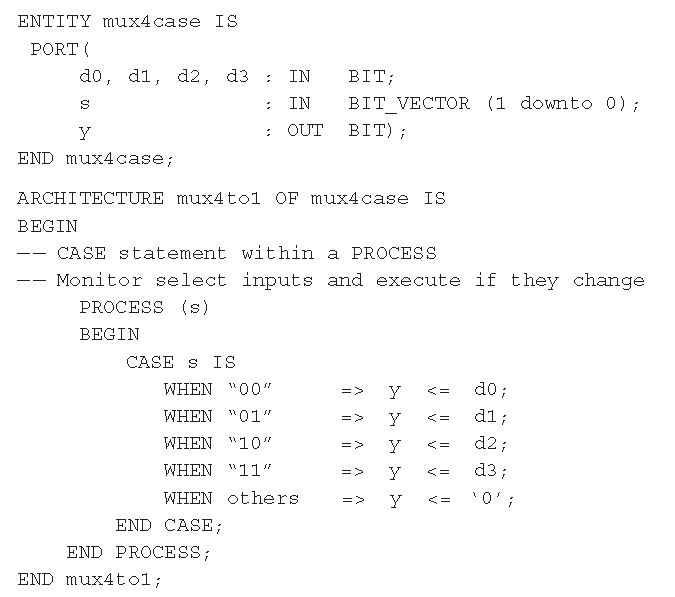 ENTITY mux4case IS
PORT(
d0, d1, d2, d3 : IN BIT;
s : IN BIT_VECTOR (1 downto 0);
y : OUT BIT);
END mux4case;
ARCHITECTURE mux4to1 OF mux4case IS
BEGIN
—— CASE statement within a PROCESS
—— Monitor select inputs and execute if they change
PROCESS (s)
BEGIN
CASE s IS
WHEN “00” => y <= d0;
WHEN “01” => y <= d1;
WHEN “10” => y <= d2;
WHEN “11” => y <= d3;
WHEN others => y <= ‘0’;
END CASE;
END PROCESS;
END mux4to1;